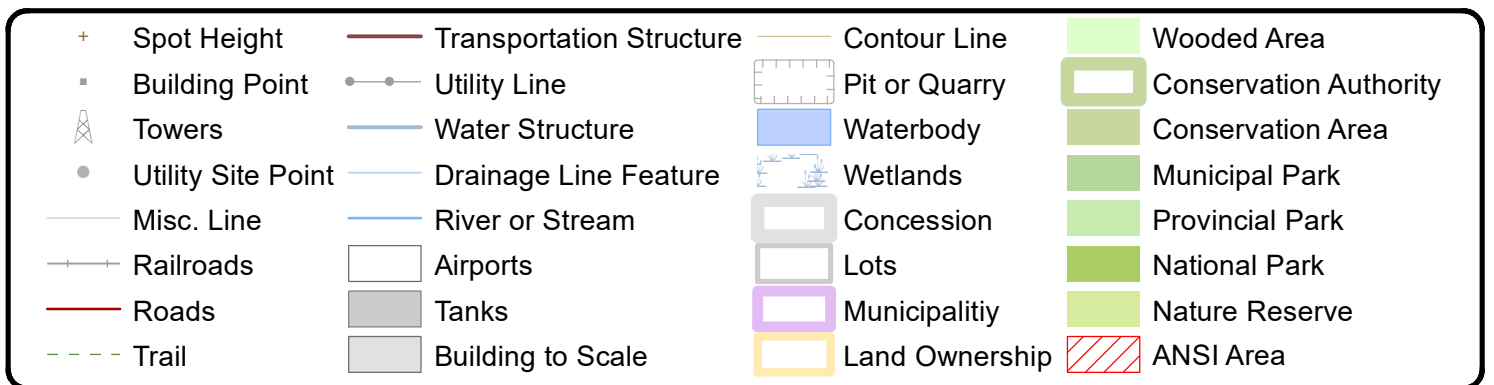 Spot Height
Building Point
Towers
Utility Site Point
Misc. Line
Railroads
Roads
Trail
Transportation Structure
Utility Line
Water Structure
Drainage Line Feature
River or Stream
Airports
Tanks
Building to Scale
Contour Line
Pit or Quarry
Waterbody
Wetlands
Concession
Lots
Municipalitiy
Land Ownership
Wooded Area
Conservation Authority
Conservation Area
Municipal Park
Provincial Park
National Park
Nature Reserve
ANSI Area